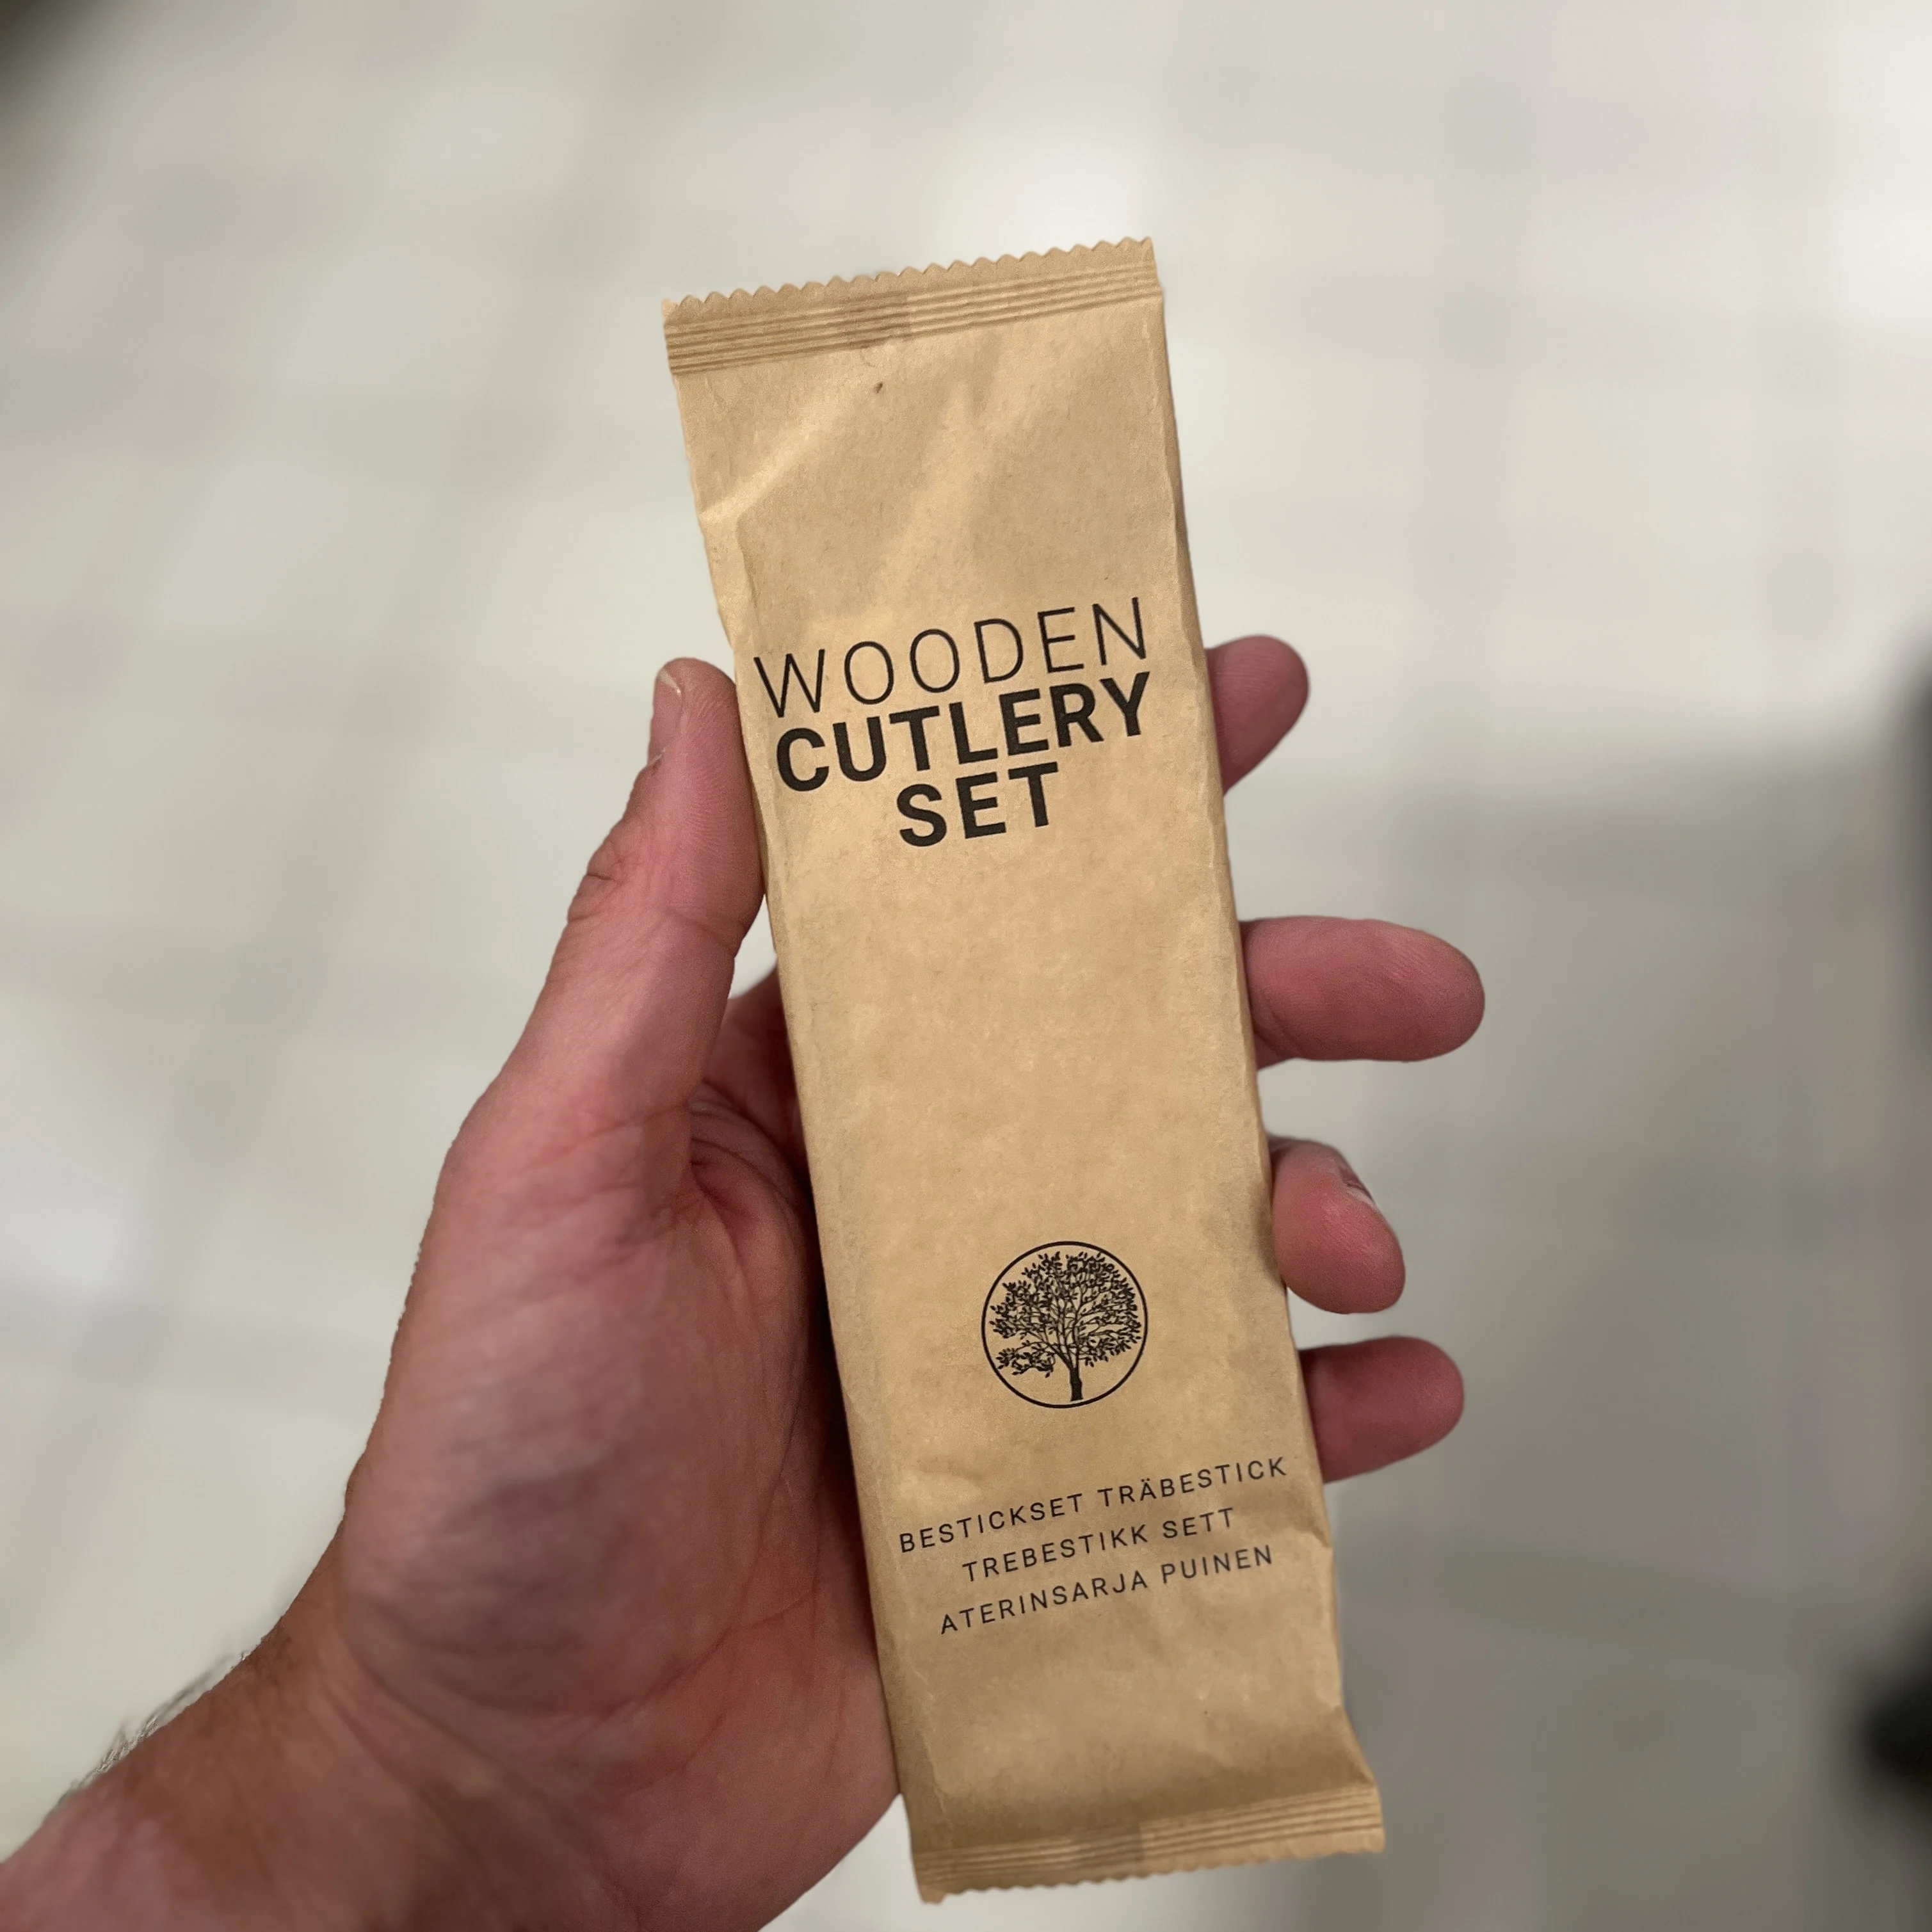 WOODEN
CUTLERY
SET
BESTICKSET TRÄBESTICK
TREBESTIKK SETT
ATERINSARJA PUINEN